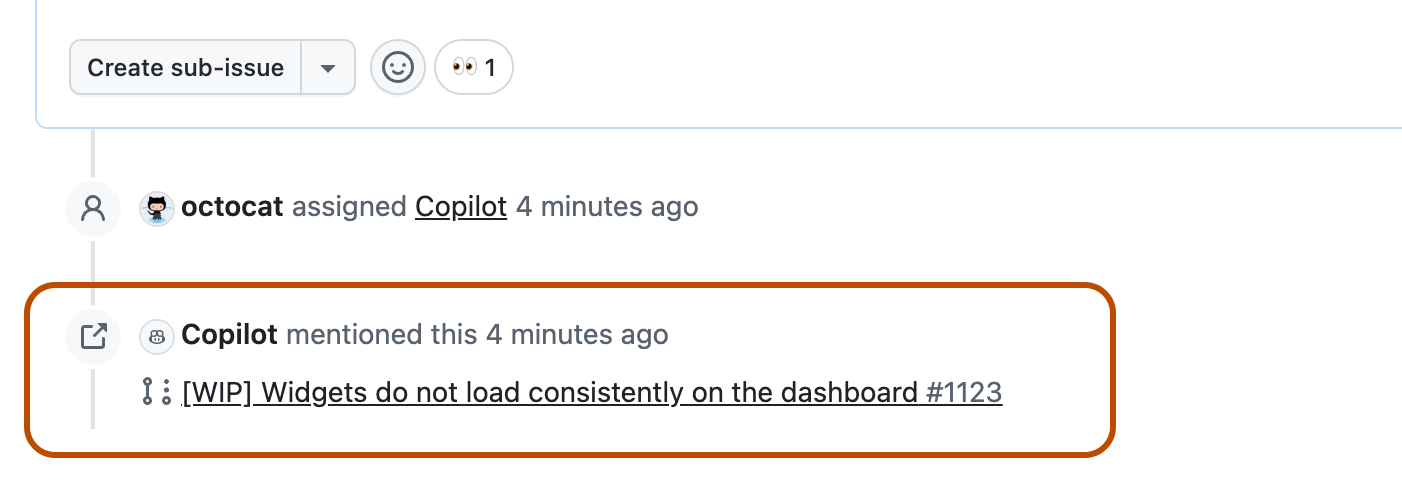 Create sub-issue
👀 1
octocat assigned Copilot 4 minutes ago
Copilot mentioned this 4 minutes ago
[WIP] Widgets do not load consistently on the dashboard #1123